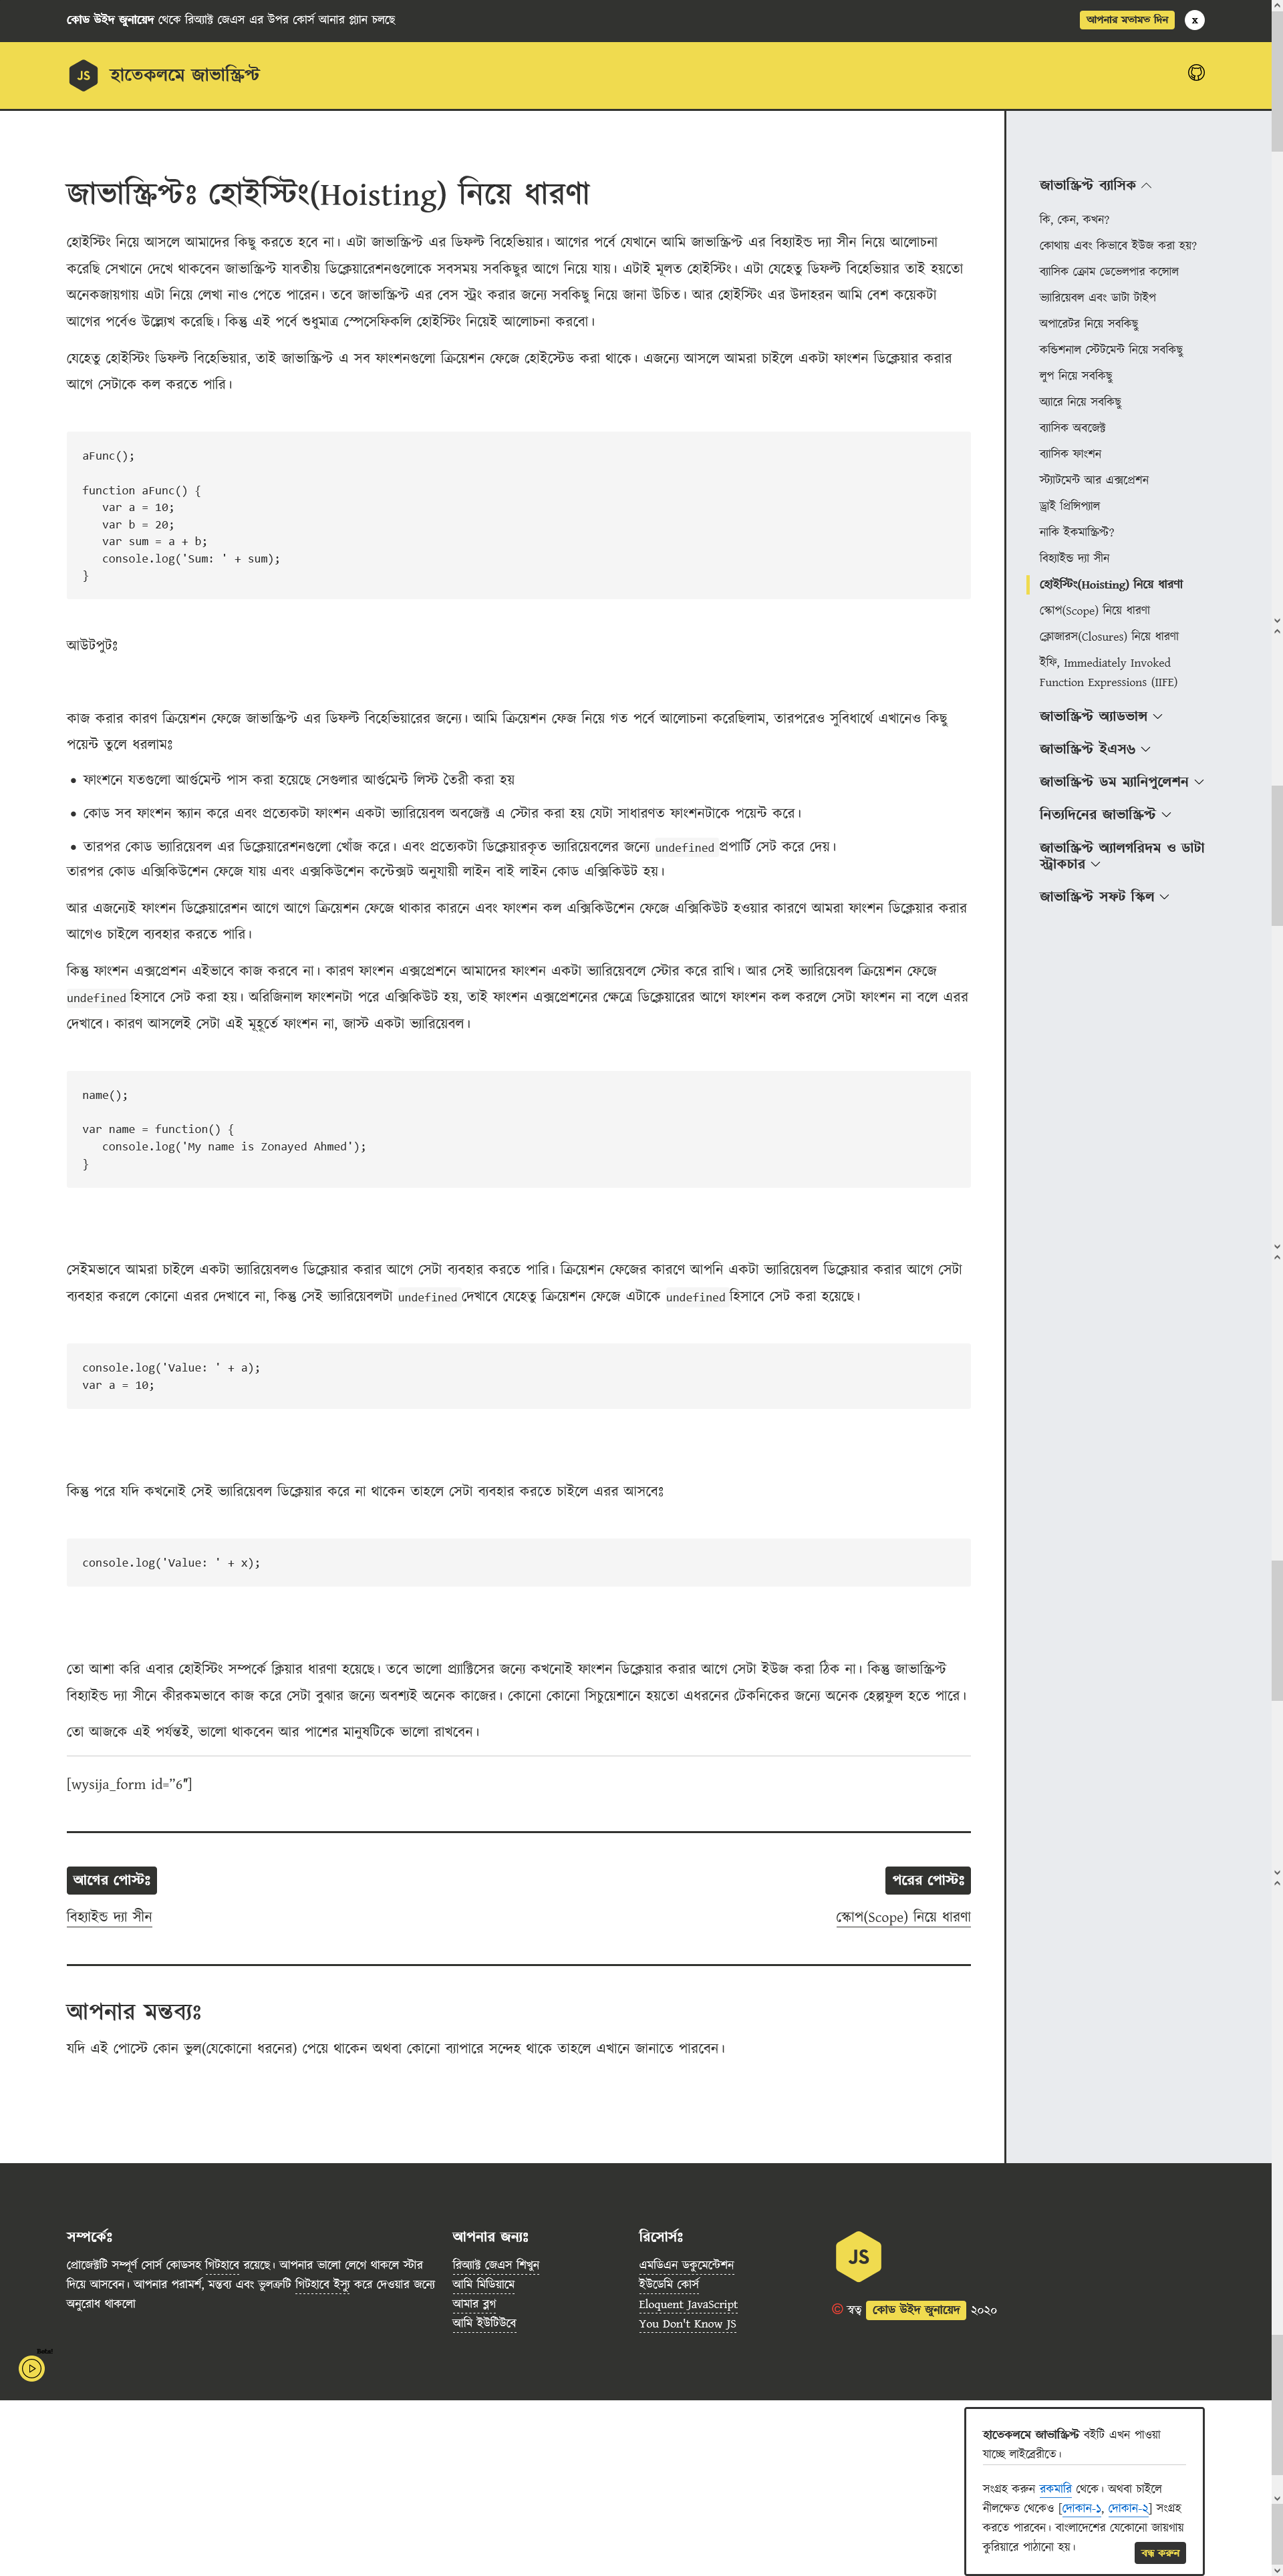 কোড উইদ জুনায়েদ থেকে রিঅ্যাক্ট জেএস এর উপর কোর্স আনার প্ল্যান চলছে
আপনার মতামত দিন
x
JS হাতেকলমে জাভাস্ক্রিপ্ট
জাভাস্ক্রিপ্টঃ হোইস্টিং(Hoisting) নিয়ে ধারণা
হোইস্টিং নিয়ে আসলে আমাদের কিছু করতে হবে না। এটা জাভাস্ক্রিপ্ট এর ডিফল্ট বিহেভিয়ার। আগের পর্বে যেখানে আমি জাভাস্ক্রিপ্ট এর বিহ্যাইন্ড দ্যা সীন নিয়ে আলোচনা
করেছি সেখানে দেখে থাকবেন জাভাস্ক্রিপ্ট যাবতীয় ডিক্লেয়ারেশনগুলোকে সবসময় সবকিছুর আগে নিয়ে যায়। এটাই মূলত হোইস্টিং। এটা যেহেতু ডিফল্ট বিহেভিয়ার তাই হয়তো
অনেকজায়গায় এটা নিয়ে লেখা নাও পেতে পারেন। তবে জাভাস্ক্রিপ্ট এর বেস স্ট্রং করার জন্যে সবকিছু নিয়ে জানা উচিত। আর হোইস্টিং এর উদাহরন আমি বেশ কয়েকটা
আগের পর্বেও উল্ল্যেখ করেছি। কিন্তু এই পর্বে শুধুমাত্র স্পেসেফিকলি হোইস্টিং নিয়েই আলোচনা করবো।
যেহেতু হোইস্টিং ডিফল্ট বিহেভিয়ার, তাই জাভাস্ক্রিপ্ট এ সব ফাংশনগুলো ক্রিয়েশন ফেজে হোইস্টেড করা থাকে। এজন্যে আসলে আমরা চাইলে একটা ফাংশন ডিক্লেয়ার করার
আগে সেটাকে কল করতে পারি।
aFunc();
function aFunc() {
var a = 10;
var b = 20;
var sum = a + b;
console.log('Sum: ' + sum);
}
আউটপুটঃ
কাজ করার কারণ ক্রিয়েশন ফেজে জাভাস্ক্রিপ্ট এর ডিফল্ট বিহেভিয়ারের জন্যে। আমি ক্রিয়েশন ফেজ নিয়ে গত পর্বে আলোচনা করেছিলাম, তারপরেও সুবিধার্থে এখানেও কিছু
পয়েন্ট তুলে ধরলামঃ
• ফাংশনে যতগুলো আর্গুমেন্ট পাস করা হয়েছে সেগুলার আর্গুমেন্ট লিস্ট তৈরী করা হয়
• কোড সব ফাংশন স্ক্যান করে এবং প্রত্যেকটা ফাংশন একটা ভ্যারিয়েবল অবজেক্ট এ স্টোর করা হয় যেটা সাধারণত ফাংশনটাকে পয়েন্ট করে।
• তারপর কোড ভ্যারিয়েবল এর ডিক্লেয়ারেশনগুলো খোঁজ করে। এবং প্রত্যেকটা ডিক্লেয়ারকৃত ভ্যারিয়েবলের জন্যে undefined প্রপার্টি সেট করে দেয়।
তারপর কোড এক্সিকিউশেন ফেজে যায় এবং এক্সকিউশেন কন্টেক্সট অনুযায়ী লাইন বাই লাইন কোড এক্সিকিউট হয়।
আর এজন্যেই ফাংশন ডিক্লেয়ারেশন আগে আগে ক্রিয়েশন ফেজে থাকার কারনে এবং ফাংশন কল এক্সিকিউশেন ফেজে এক্সিকিউট হওয়ার কারণে আমরা ফাংশন ডিক্লেয়ার করার
আগেও চাইলে ব্যবহার করতে পারি।
কিন্তু ফাংশন এক্সপ্রেশন এইভাবে কাজ করবে না। কারণ ফাংশন এক্সপ্রেশনে আমাদের ফাংশন একটা ভ্যারিয়েবলে স্টোর করে রাখি। আর সেই ভ্যারিয়েবল ক্রিয়েশন ফেজে
undefined হিসাবে সেট করা হয়। অরিজিনাল ফাংশনটা পরে এক্সিকিউট হয়, তাই ফাংশন এক্সপ্রেশনের ক্ষেত্রে ডিক্লেয়ারের আগে ফাংশন কল করলে সেটা ফাংশন না বলে এরর
দেখাবে। কারণ আসলেই সেটা এই মূহূর্তে ফাংশন না, জাস্ট একটা ভ্যারিয়েবল।
name();
var name = function() {
console.log('My name is Zonayed Ahmed');
}
সেইমভাবে আমরা চাইলে একটা ভ্যারিয়েবলও ডিক্লেয়ার করার আগে সেটা ব্যবহার করতে পারি। ক্রিয়েশন ফেজের কারণে আপনি একটা ভ্যারিয়েবল ডিক্লেয়ার করার আগে সেটা
ব্যবহার করলে কোনো এরর দেখাবে না, কিন্তু সেই ভ্যারিয়েবলটা undefined দেখাবে যেহেতু ক্রিয়েশন ফেজে এটাকে undefined হিসাবে সেট করা হয়েছে।
console.log('Value: ' + a);
var a = 10;
কিন্তু পরে যদি কখনোই সেই ভ্যারিয়েবল ডিক্লেয়ার করে না থাকেন তাহলে সেটা ব্যবহার করতে চাইলে এরর আসবেঃ
console.log('Value: ' + x);
তো আশা করি এবার হোইস্টিং সম্পর্কে ক্লিয়ার ধারণা হয়েছে। তবে ভালো প্র্যাক্টিসের জন্যে কখনোই ফাংশন ডিক্লেয়ার করার আগে সেটা ইউজ করা ঠিক না। কিন্তু জাভাস্ক্রিপ্ট
বিহ্যাইন্ড দ্যা সীনে কীরকমভাবে কাজ করে সেটা বুঝার জন্যে অবশ্যই অনেক কাজের। কোনো কোনো সিচুয়েশানে হয়তো এধরনের টেকনিকের জন্যে অনেক হেল্পফুল হতে পারে।
তো আজকে এই পর্যন্তই, ভালো থাকবেন আর পাশের মানুষটিকে ভালো রাখবেন।
[wysija_form id=”6″]
আগের পোস্টঃ
বিহ্যাইন্ড দ্যা সীন
পরের পোস্টঃ
স্কোপ(Scope) নিয়ে ধারণা
আপনার মন্তব্যঃ
যদি এই পোস্টে কোন ভুল(যেকোনো ধরনের) পেয়ে থাকেন অথবা কোনো ব্যাপারে সন্দেহ থাকে তাহলে এখানে জানাতে পারবেন।
জাভাস্ক্রিপ্ট ব্যাসিক
কি, কেন, কখন?
কোথায় এবং কিভাবে ইউজ করা হয়?
ব্যাসিক ক্রোম ডেভেলপার কন্সোল
ভ্যারিয়েবল এবং ডাটা টাইপ
অপারেটর নিয়ে সবকিছু
কন্ডিশনাল স্টেটমেন্ট নিয়ে সবকিছু
লুপ নিয়ে সবকিছু
অ্যারে নিয়ে সবকিছু
ব্যাসিক অবজেক্ট
ব্যাসিক ফাংশন
স্ট্যাটমেন্ট আর এক্সপ্রেশন
ড্রাই প্রিন্সিপ্যাল
নাকি ইকমাস্ক্রিপ্ট?
বিহ্যাইন্ড দ্যা সীন
হোইস্টিং(Hoisting) নিয়ে ধারণা
স্কোপ(Scope) নিয়ে ধারণা
ক্লোজারস(Closures) নিয়ে ধারণা
ইফি, Immediately Invoked
Function Expressions (IIFE)
জাভাস্ক্রিপ্ট অ্যাডভান্স
জাভাস্ক্রিপ্ট ইএস৬
জাভাস্ক্রিপ্ট ডম ম্যানিপুলেশন
নিত্যদিনের জাভাস্ক্রিপ্ট
জাভাস্ক্রিপ্ট অ্যালগরিদম ও ডাটা
স্ট্রাকচার
জাভাস্ক্রিপ্ট সফট স্কিল
সম্পর্কেঃ
প্রোজেক্টটি সম্পূর্ণ সোর্স কোডসহ গিটহাবে রয়েছে। আপনার ভালো লেগে থাকলে স্টার
দিয়ে আসবেন। আপনার পরামর্শ, মন্তব্য এবং ভুলত্রুটি গিটহাবে ইস্যু করে দেওয়ার জন্যে
অনুরোধ থাকলো
আপনার জন্যঃ
রিঅ্যাক্ট জেএস শিখুন
আমি মিডিয়ামে
আমার ব্লগ
আমি ইউটিউবে
রিসোর্সঃ
এমডিএন ডকুমেন্টেশন
ইউডেমি কোর্স
Eloquent JavaScript
You Don't Know JS
JS
© স্বত্ব কোড উইদ জুনায়েদ ২০২০
হাতেকলমে জাভাস্ক্রিপ্ট বইটি এখন পাওয়া
যাচ্ছে লাইব্রেরীতে।
সংগ্রহ করুন রকমারি থেকে। অথবা চাইলে
নীলক্ষেত থেকেও [দোকান-১, দোকান-২] সংগ্রহ
করতে পারবেন। বাংলাদেশের যেকোনো জায়গায়
কুরিয়ারে পাঠানো হয়।
বন্ধ করুন